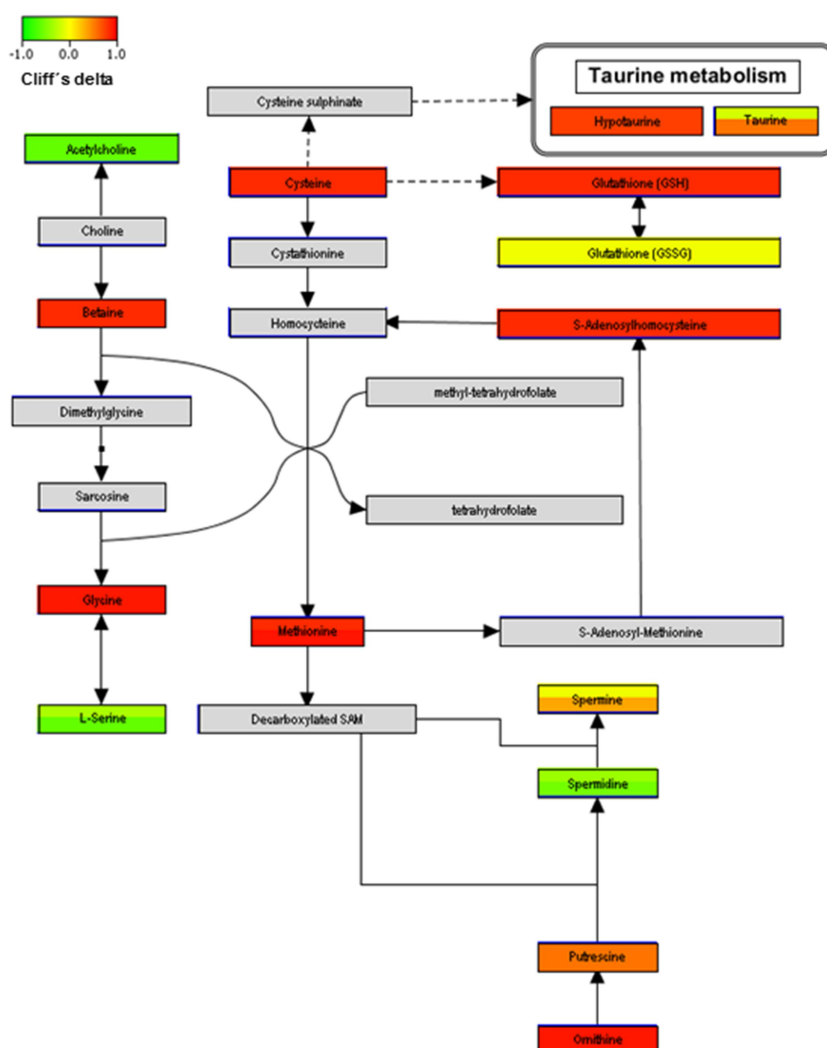 -1.0 0.0 1.0
Cliff´s delta
Taurine metabolism
Cysteine sulphinate
Hypotaurine
Taurine
Acetylcholine
Cysteine
Glutathione (GSH)
Choline
Cystathionine
Glutathione (GSSG)
Betaine
Homocyteine
S-Adenosylhomocysteine
methyl-tetrahydrofolate
Dimethylglycine
Sarcosine
tetrahydrofolate
Glycine
Methionine
S-Adenosyl-Methionine
Spermine
L-Serine
Decarboxylated SAM
Spermidine
Putrescine
Ornithine